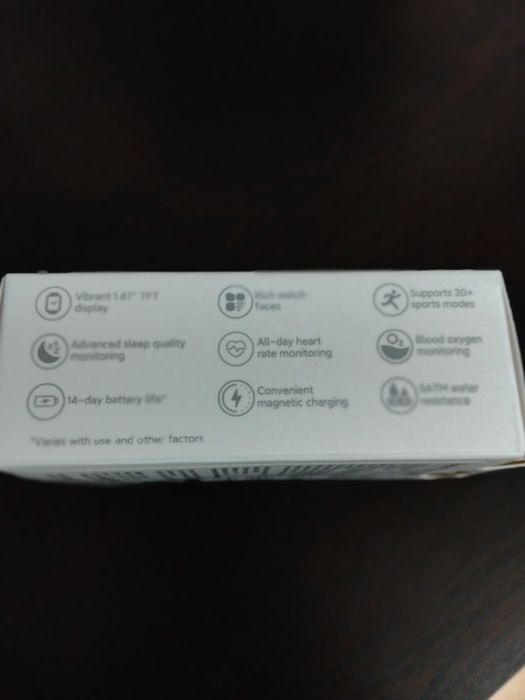 Vibrant 1.47" TFT
display
Rich watch
faces
Supports 30+
sports modes
Advanced sleep quality
monitoring
All-day heart
rate monitoring
Blood oxygen
monitoring
14-day battery life*
Convenient
magnetic charging
5ATM water
resistance
*Varies with use and other factors
O2